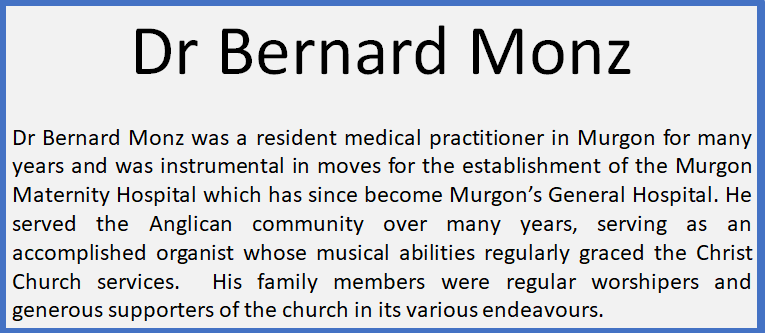 Dr Bernard Monz
Dr Bernard Monz was a resident medical practitioner in Murgon for many
years and was instrumental in moves for the establishment of the Murgon
Maternity Hospital which has since become Murgon’s General Hospital. He
served the Anglican community over many years, serving as an
accomplished organist whose musical abilities regularly graced the Christ
Church services.  His family members were regular worshipers and
generous supporters of the church in its various endeavours.